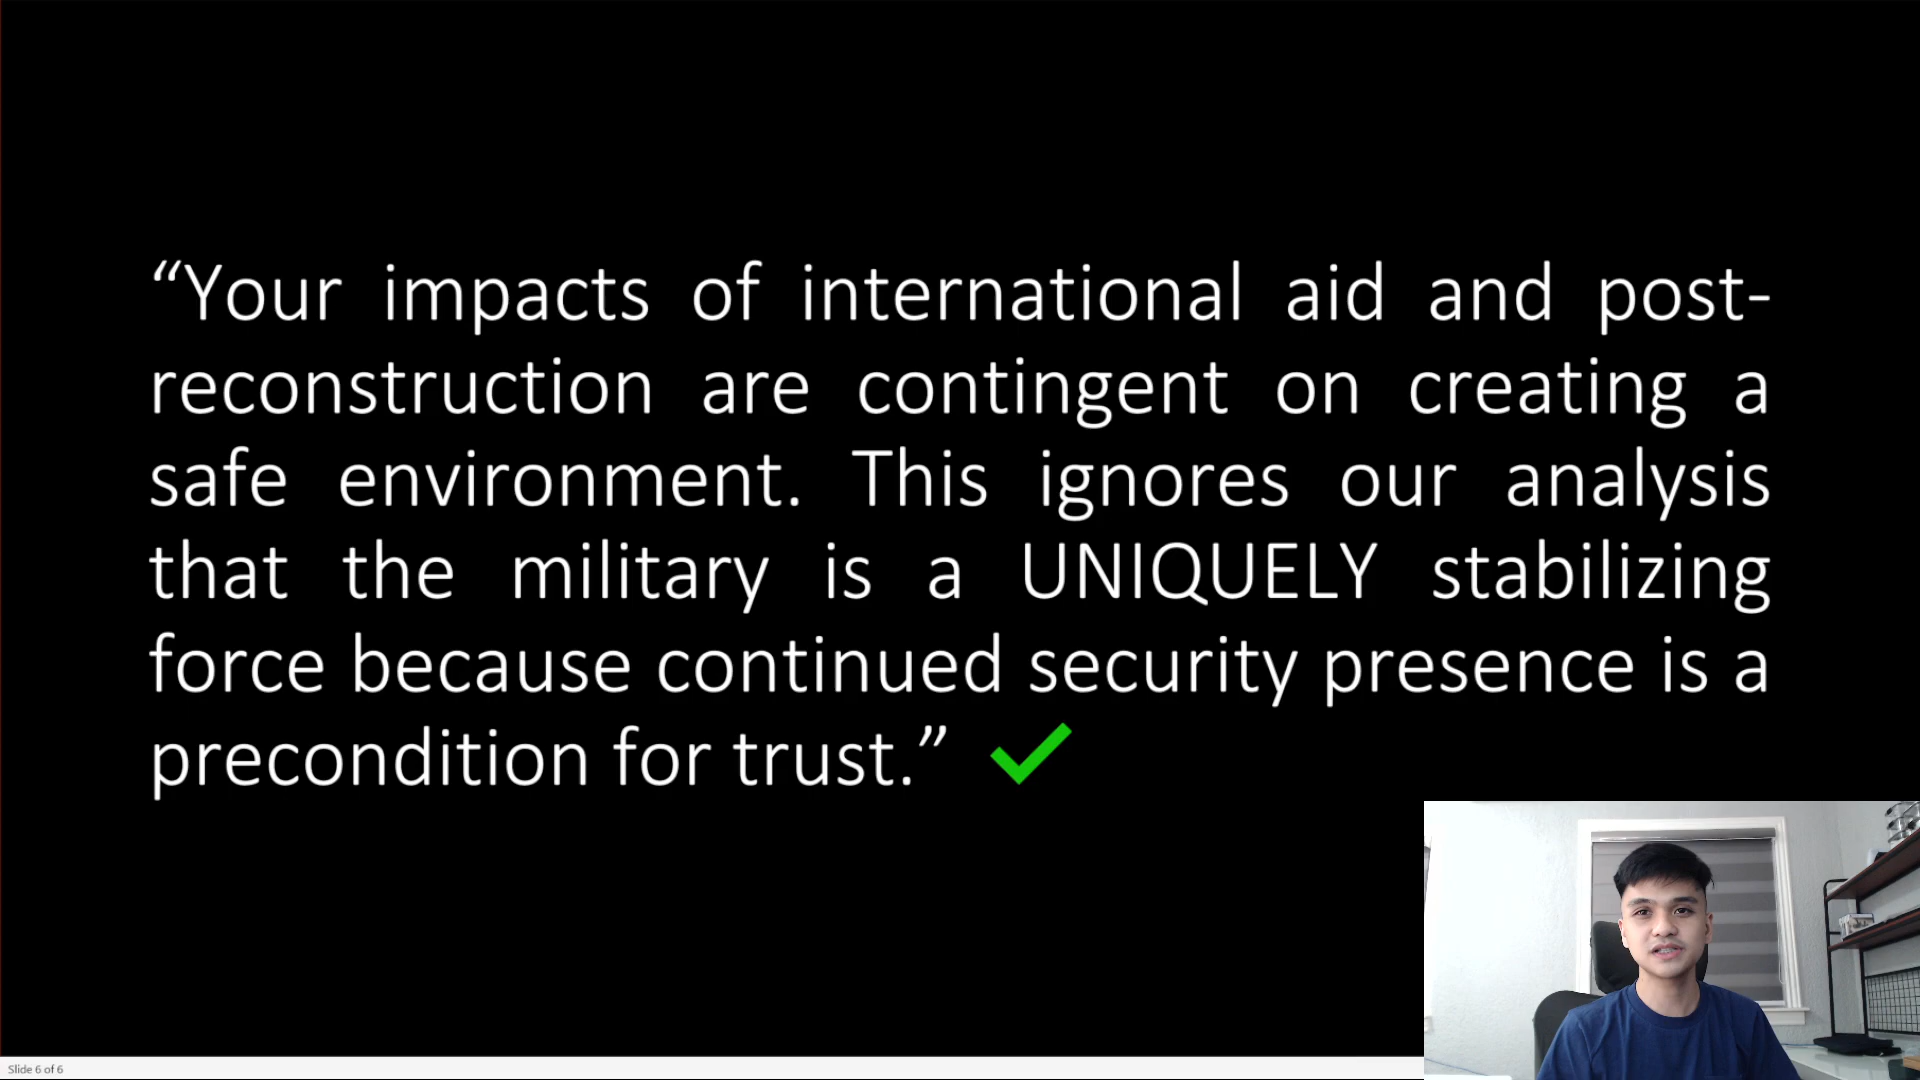 “Your impacts of international aid and post-
reconstruction are contingent on creating a
safe environment. This ignores our analysis
that the military is a UNIQUELY stabilizing
force because continued security presence is a
precondition for trust.”
Slide 6 of 6